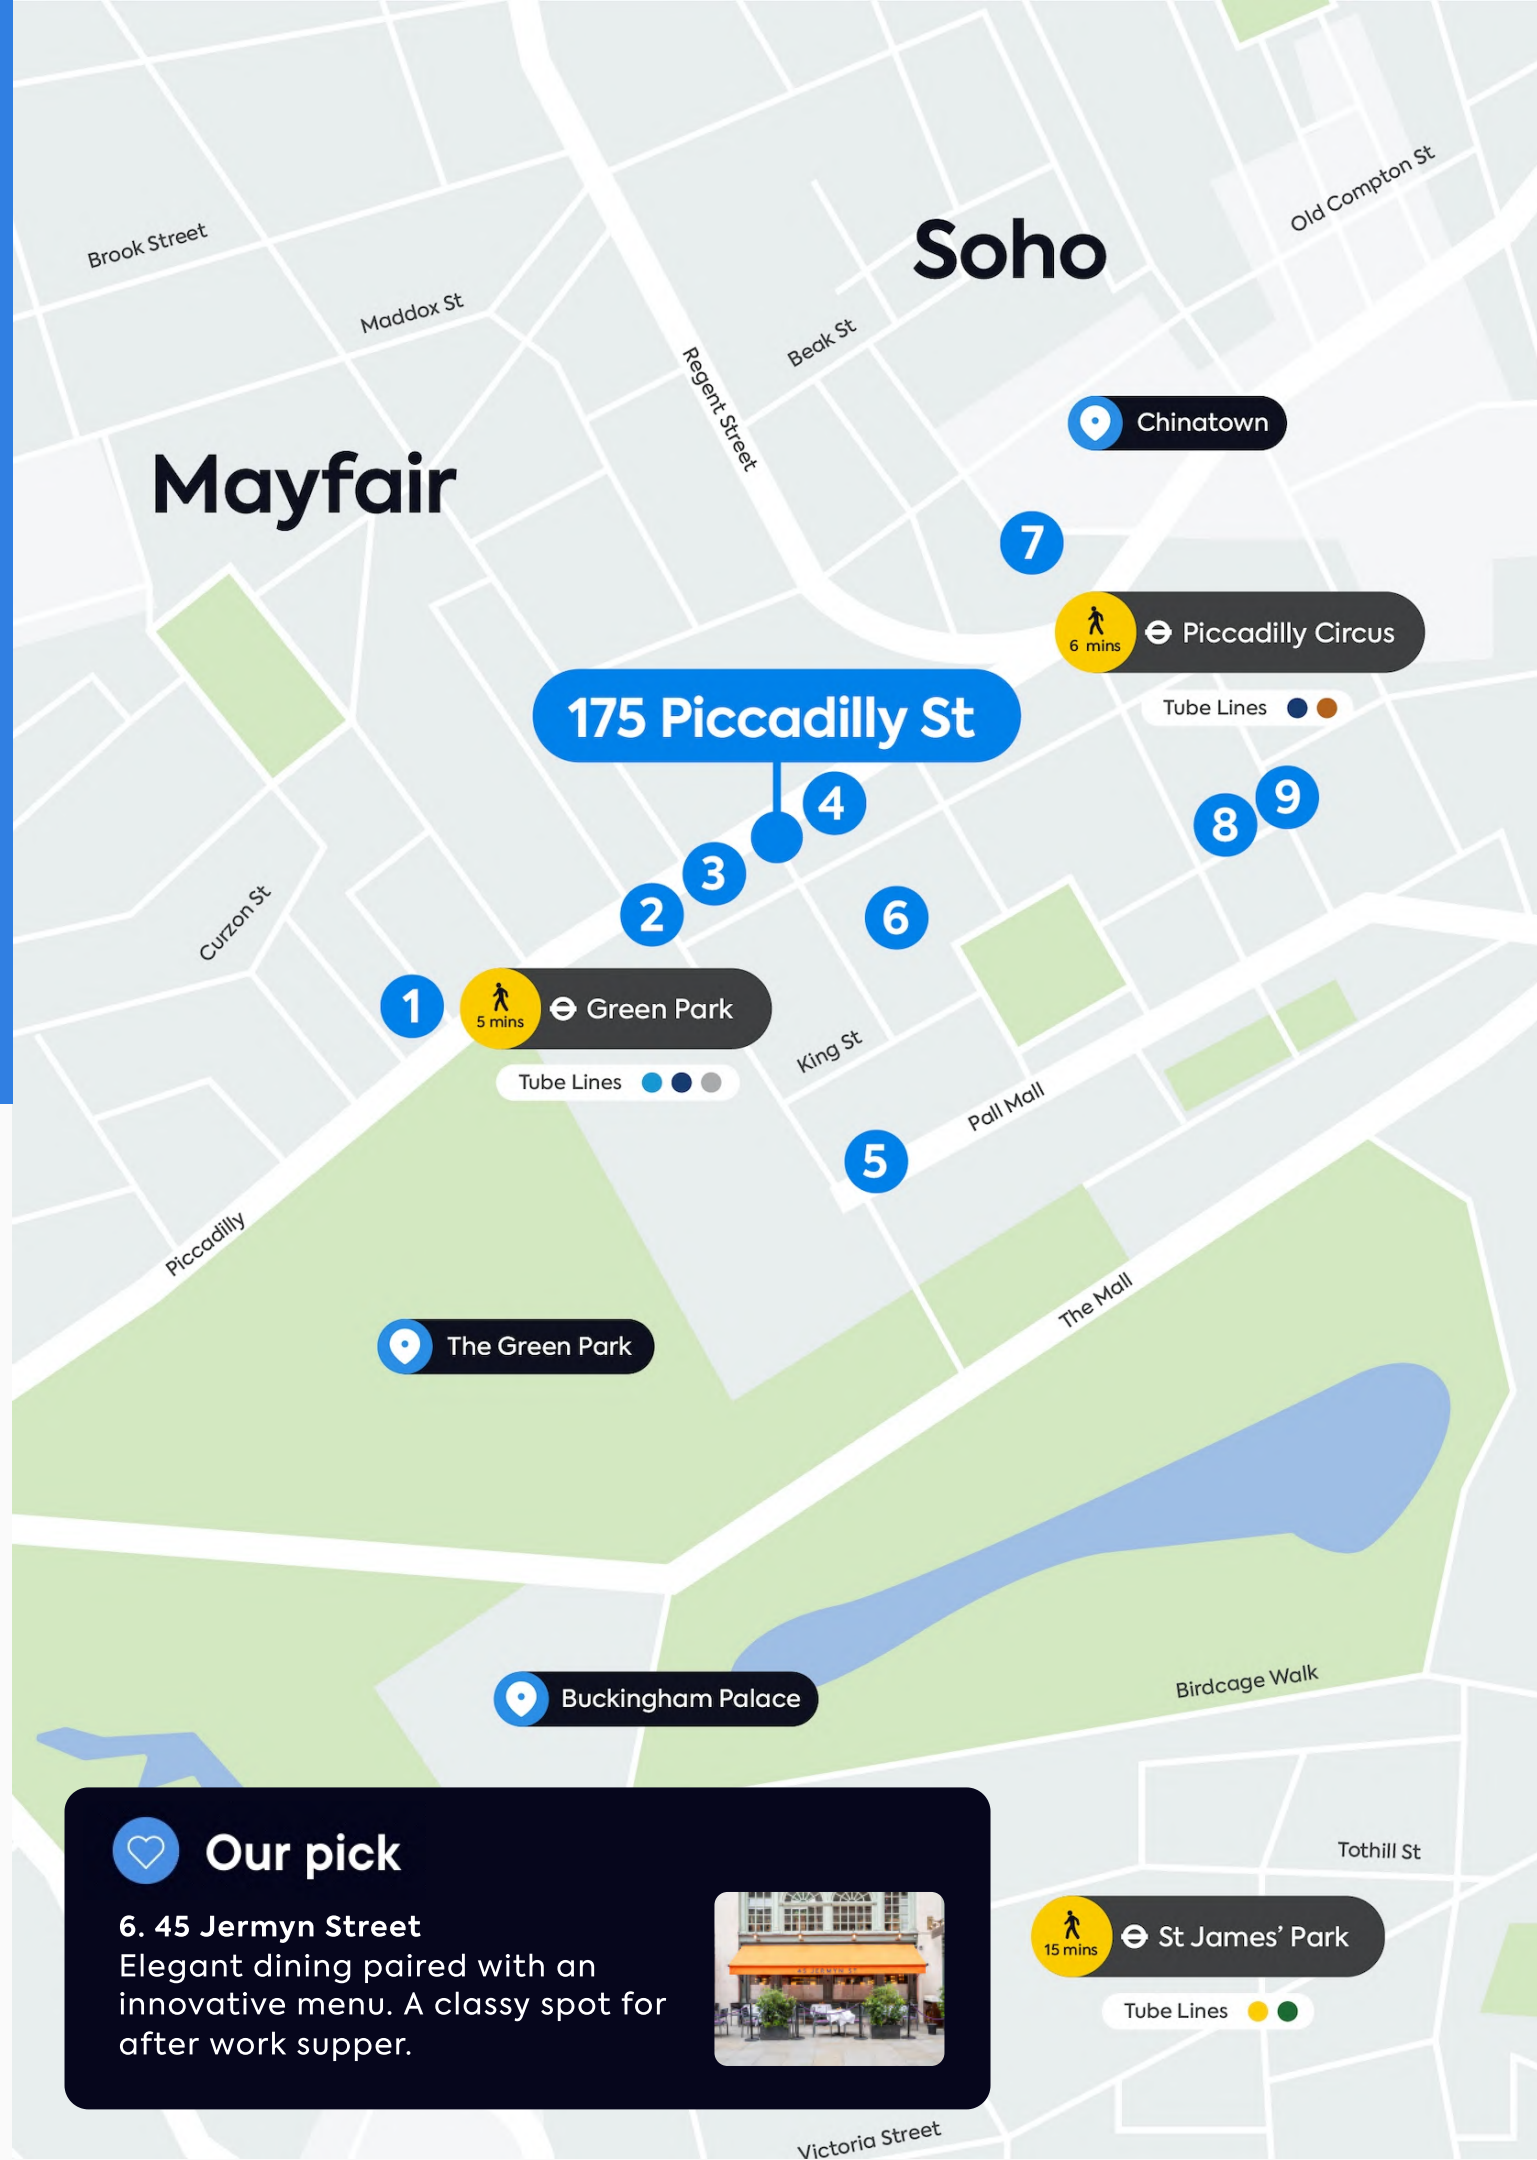 Old Compton St
Brook Street
Soho
Maddox St
Beak St
Regent Street
Chinatown
Mayfair
7
6 mins
Piccadilly Circus
175 Piccadilly St
Tube Lines
4
9
8
3
2
6
Curzon St
1
5 mins
Green Park
King St
Tube Lines
Pall Mall
5
Piccadilly
The Mall
The Green Park
Birdcage Walk
Buckingham Palace
Our pick
Tothill St
6. 45 Jermyn Street
Elegant dining paired with an
innovative menu. A classy spot for
after work supper.
45 JERMYN ST
15 mins
St James’ Park
Tube Lines
Victoria Street